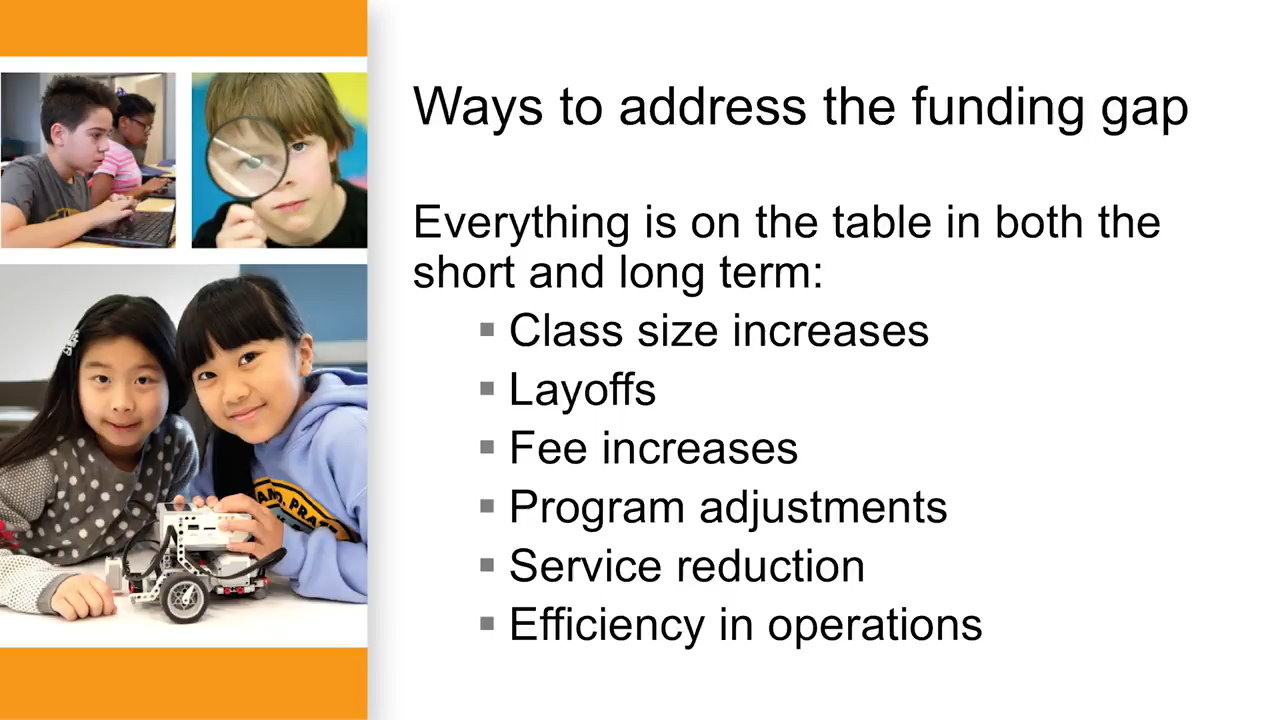 Ways to address the funding gap
Everything is on the table in both the
short and long term:
▪ Class size increases
▪ Layoffs
▪ Fee increases
▪ Program adjustments
▪ Service reduction
▪ Efficiency in operations